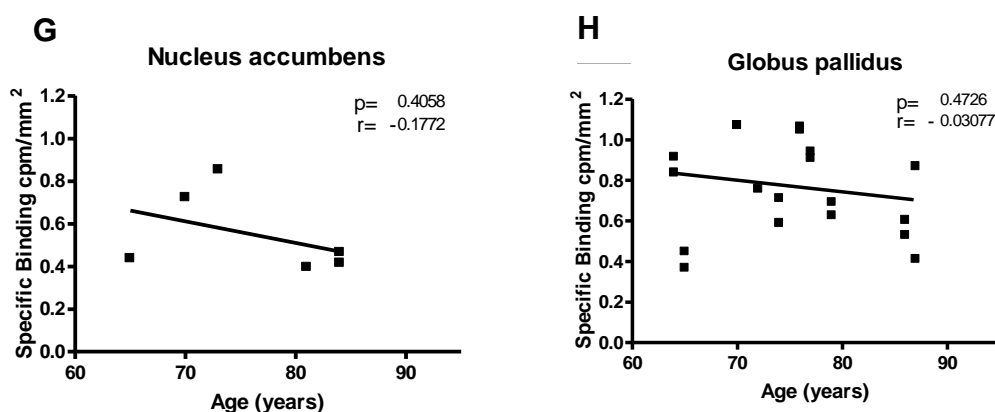 G
Nucleus accumbens
p= 0.4058
r= -0.1772
Specific Binding cpm/mm²
1.2
1.0
0.8
0.6
0.4
0.2
0.0
60 70 80 90
Age (years)
H
Globus pallidus
p= 0.4726
r= - 0.03077
Specific Binding cpm/mm²
1.2
1.0
0.8
0.6
0.4
0.2
0.0
60 70 80 90
Age (years)